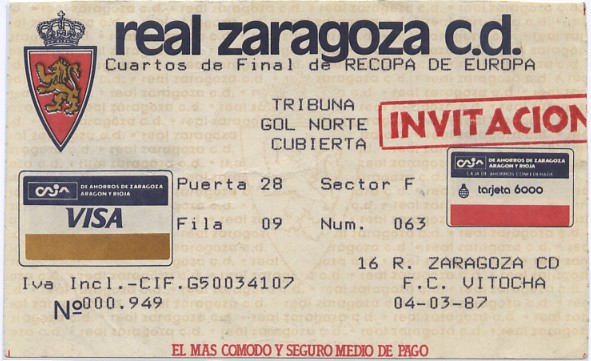 real zaragoza c.d.
Cuartos de Final de RECOPA DE EUROPA
TRIBUNA
GOL NORTE
CUBIERTA
INVITACION
DE AHORROS DE ZARAGOZA
ARAGON Y RIOJA
VISA
DE AHORROS DE ZARAGOZA
ARAGON Y RIOJA
CAJA DE AHORROS CONFEDERADA
tarjeta 6000
Puerta 28 Sector F
Fila 09 Num. 063
16 R. ZARAGOZA CD
Iva Incl.-CIF.G50034107 F.C. VITOCHA
Nº000.949 04-03-87
EL MAS COMODO Y SEGURO MEDIO DE PAGO